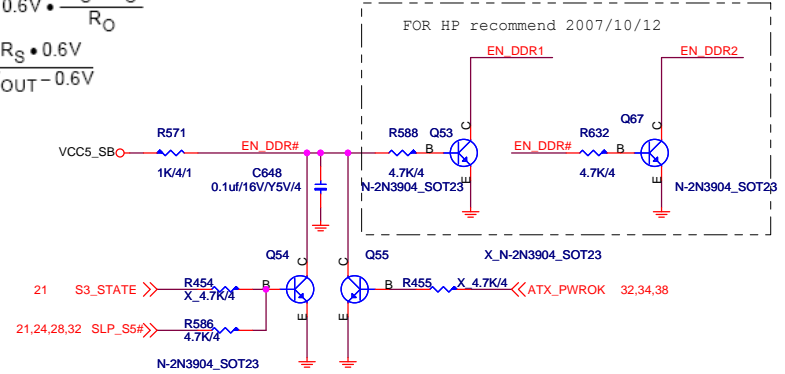 0.6V •
R_O
R_S • 0.6V
OUT - 0.6V
FOR HP recommend 2007/10/12
EN_DDR1
EN_DDR2
R571
EN_DDR#
R588
Q53
C
EN_DDR#
R632
Q67
C
VCC5_SB
B
B
1K/4/1
C648
0.1uf/16V/Y5V/4
4.7K/4
E
N-2N3904_SOT23
4.7K/4
E
N-2N3904_SOT23
Q54
C
C
Q55
X_N-2N3904_SOT23
21 S3_STATE
R454
X_4.7K/4
B
B
R455
X_4.7K/4
ATX_PWROK 32,34,38
21,24,28,32 SLP_S5#
R586
4.7K/4
E
E
N-2N3904_SOT23